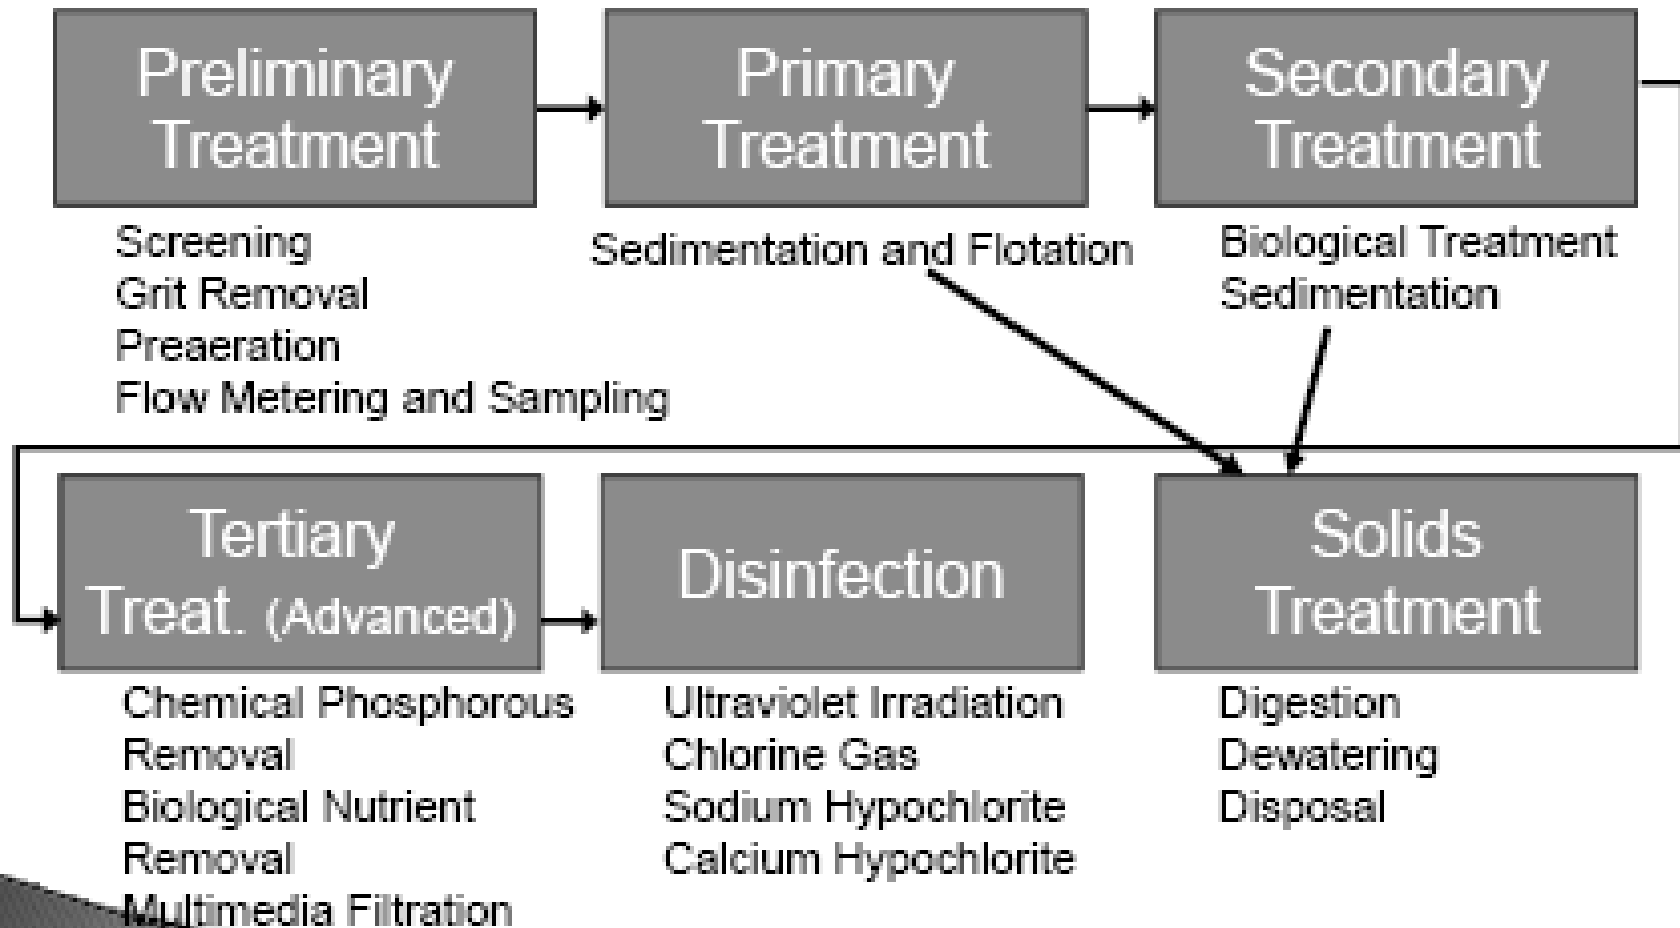 Preliminary
Treatment
Screening
Grit Removal
Preaeration
Flow Metering and Sampling
Primary
Treatment
Sedimentation and Flotation
Secondary
Treatment
Biological Treatment
Sedimentation
Tertiary
Treat. (Advanced)
Chemical Phosphorous
Removal
Biological Nutrient
Removal
Multimedia Filtration
Disinfection
Ultraviolet Irradiation
Chlorine Gas
Sodium Hypochlorite
Calcium Hypochlorite
Solids
Treatment
Digestion
Dewatering
Disposal